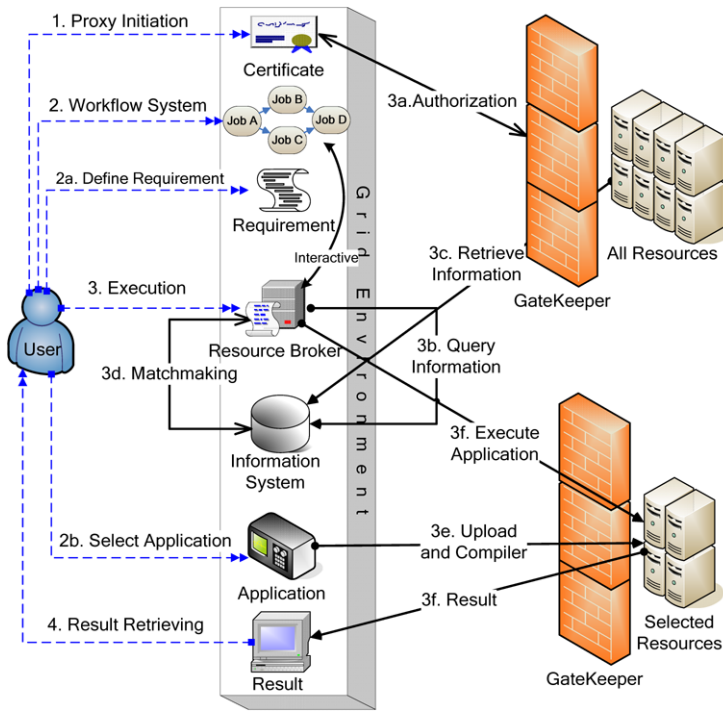 1. Proxy Initiation
Certificate
2. Workflow System
Job A
Job B
Job C
Job D
3a.Authorization
2a. Define Requirement
Requirement
Grid Environment
Interactive
3c. Retrieve
Information
GateKeeper
All Resources
3. Execution
User
Resource Broker
3b. Query
Information
3d. Matchmaking
Information
System
3f. Execute
Application
2b. Select Application
Application
3e. Upload
and Compiler
3f. Result
4. Result Retrieving
Result
Selected
Resources
GateKeeper